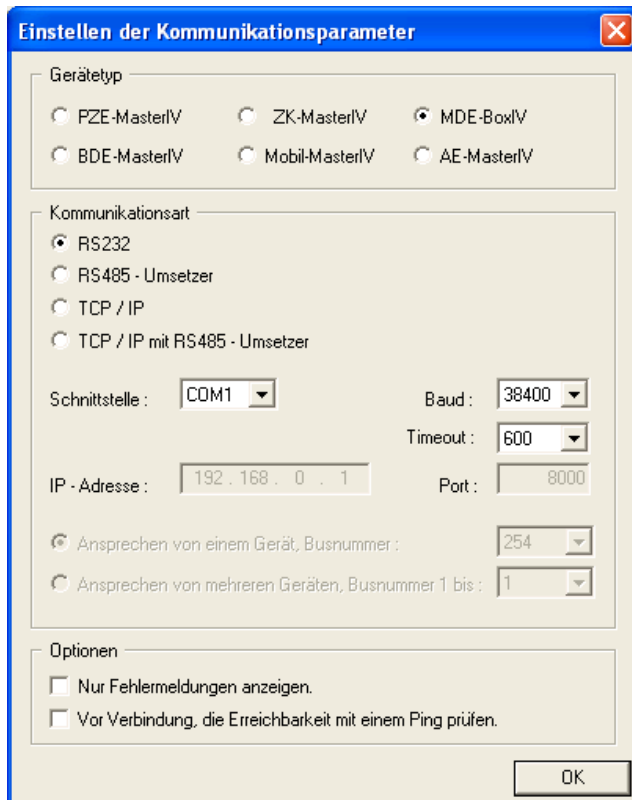 Einstellen der Kommunikationsparameter
Gerätetyp
PZE-MasterIV ZK-MasterIV MDE-BoxIV
BDE-MasterIV Mobil-MasterIV AE-MasterIV
Kommunikationsart
RS232
RS485 - Umsetzer
TCP / IP
TCP / IP mit RS485 - Umsetzer
Schnittstelle : COM1 Baud : 38400
Timeout : 600
IP - Adresse : 192 . 168 . 0 . 1 Port : 8000
Ansprechen von einem Gerät, Busnummer : 254
Ansprechen von mehreren Geräten, Busnummer 1 bis : 1
Optionen
Nur Fehlermeldungen anzeigen.
Vor Verbindung, die Erreichbarkeit mit einem Ping prüfen.
OK